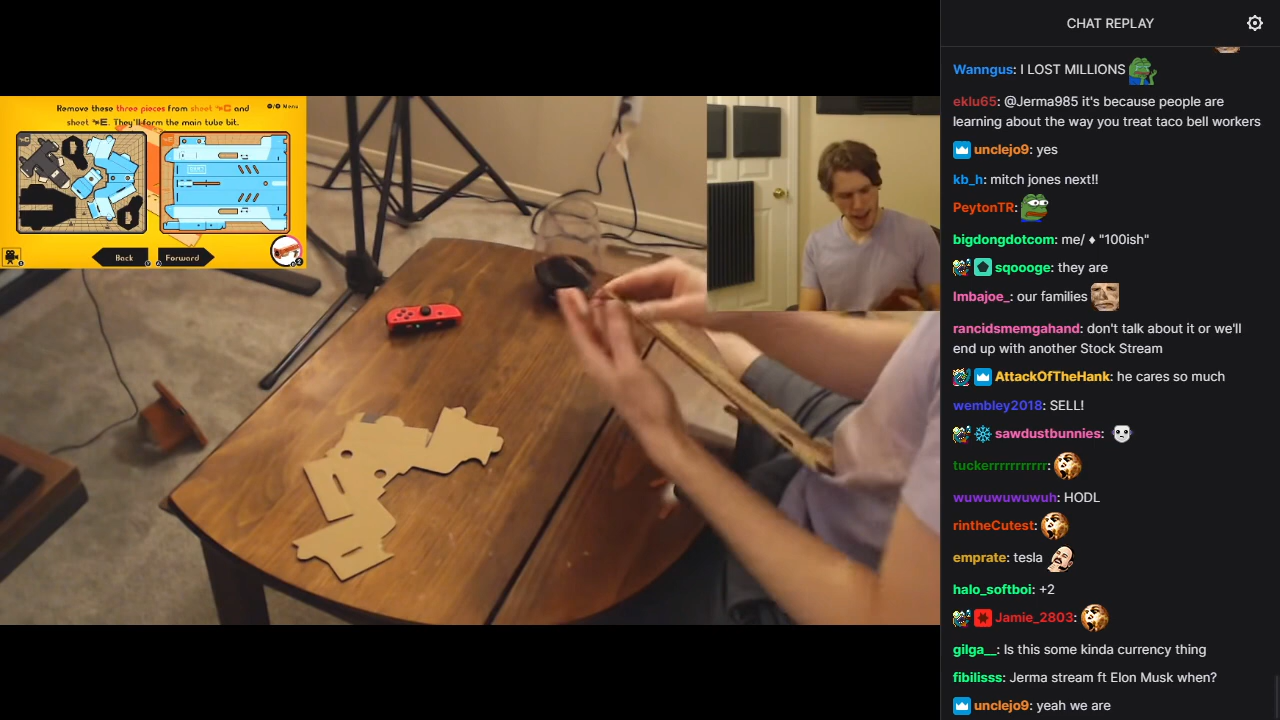 Remove these three pieces from sheet C and
sheet E. They'll form the main tube bit.
Menu
Back
Forward
CHAT REPLAY
Wanngus: I LOST MILLIONS
eklu65: @Jerma985 it's because people are
learning about the way you treat taco bell workers
unclejo9: yes
kb_h: mitch jones next!!
PeytonTR:
bigdongdotcom: me/ ♦ "100ish"
sqoooge: they are
Imbajoe_: our families
rancidsmemgahand: don't talk about it or we'll
end up with another Stock Stream
AttackOfTheHank: he cares so much
wembley2018: SELL!
sawdustbunnies:
tuckerrrrrrrrrr:
wuwuwuwuwuh: HODL
rintheCutest:
emprate: tesla
halo_softboi: +2
Jamie_2803:
gilga__: Is this some kinda currency thing
fibilisss: Jerma stream ft Elon Musk when?
unclejo9: yeah we are